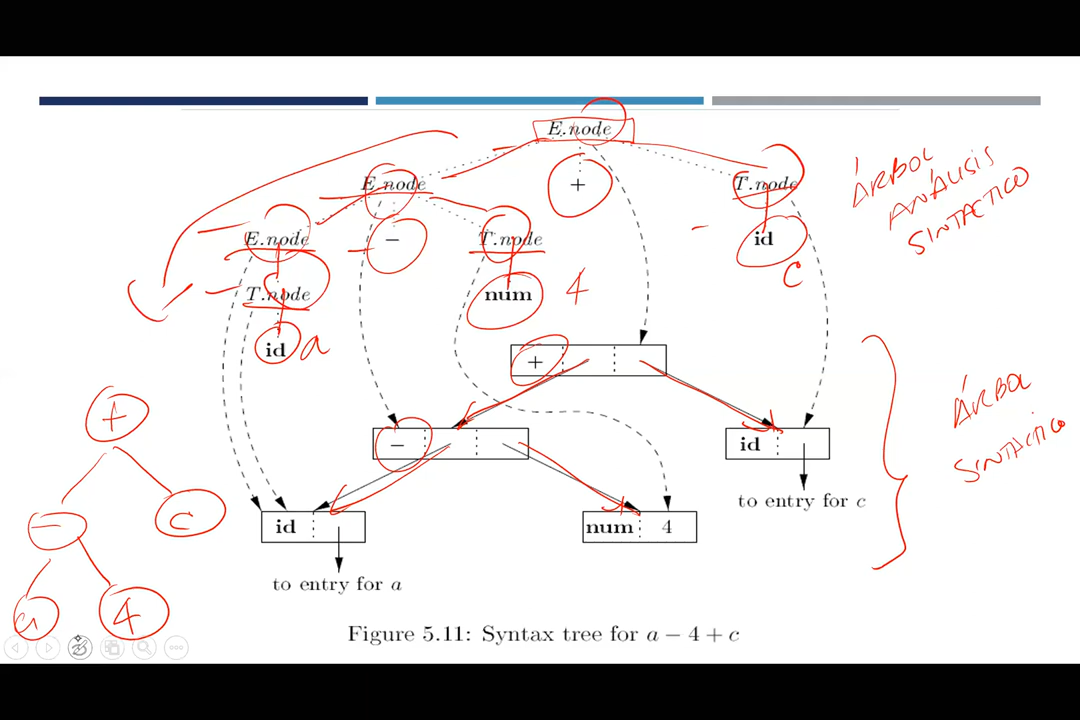 E.node
E.node
+
T.node
ÁRBOL
ANÁLISIS
SINTÁCTICO
E.node
−
T.node
id
c
T.node
num
4
id
a
+
+
−
id
ÁRBOL
SINTÁCTICO
to entry for c
−
c
id
num
4
to entry for a
a
4
Figure 5.11: Syntax tree for a − 4 + c